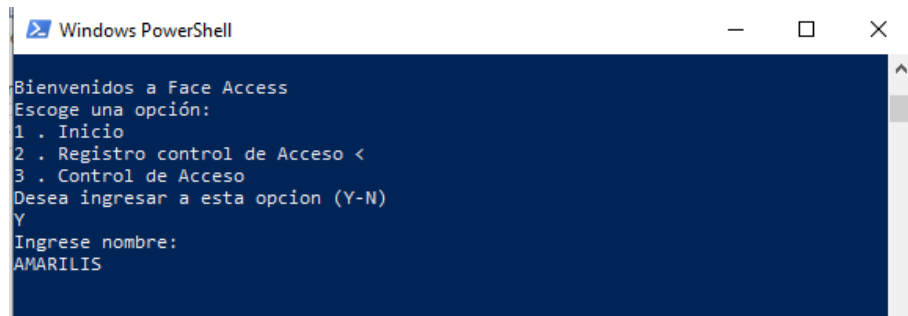 Windows PowerShell
Bienvenidos a Face Access
Escoge una opción:
1 . Inicio
2 . Registro control de Acceso <
3 . Control de Acceso
Desea ingresar a esta opcion (Y-N)
Y
Ingrese nombre:
AMARILIS